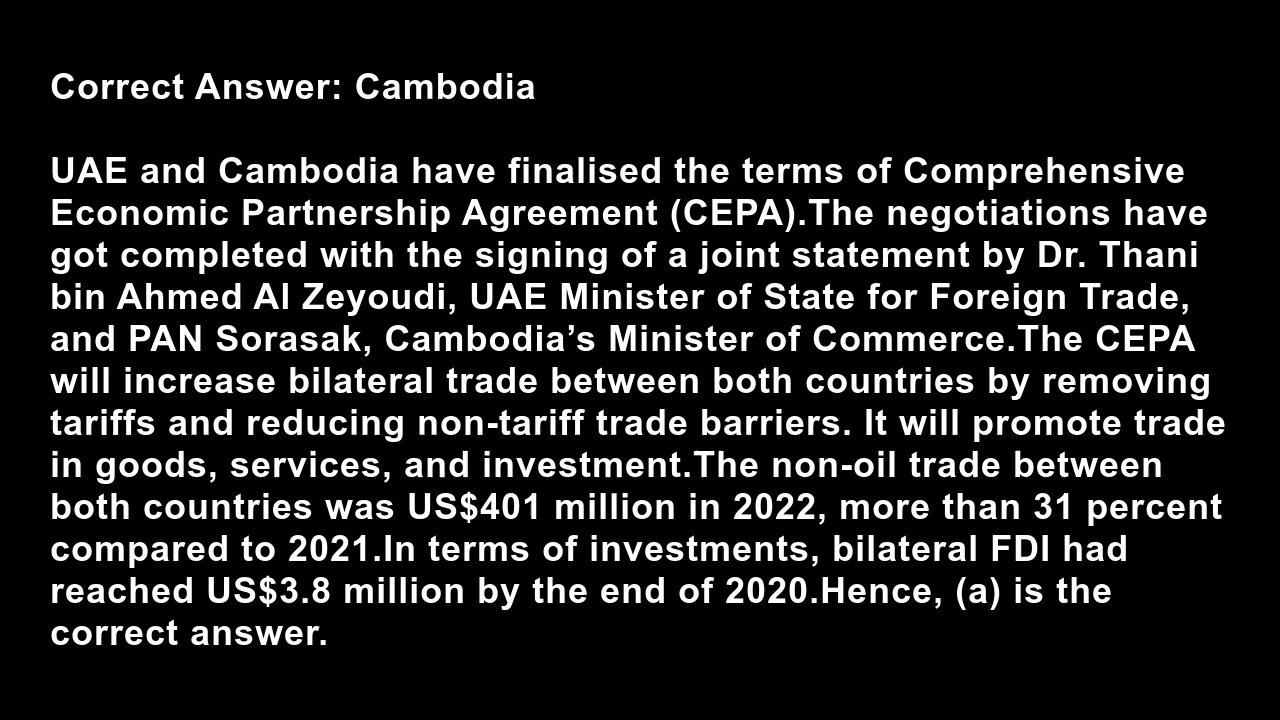 Correct Answer: Cambodia
UAE and Cambodia have finalised the terms of Comprehensive
Economic Partnership Agreement (CEPA).The negotiations have
got completed with the signing of a joint statement by Dr. Thani
bin Ahmed Al Zeyoudi, UAE Minister of State for Foreign Trade,
and PAN Sorasak, Cambodia’s Minister of Commerce.The CEPA
will increase bilateral trade between both countries by removing
tariffs and reducing non-tariff trade barriers. It will promote trade
in goods, services, and investment.The non-oil trade between
both countries was US$401 million in 2022, more than 31 percent
compared to 2021.In terms of investments, bilateral FDI had
reached US$3.8 million by the end of 2020.Hence, (a) is the
correct answer.